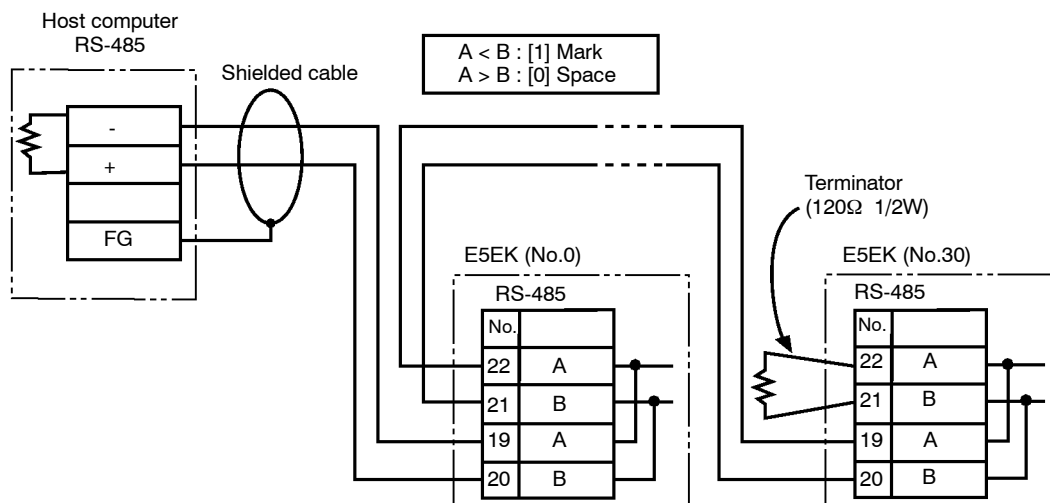 Host computer
RS-485
A < B : [1] Mark
A > B : [0] Space
Shielded cable
-
+
FG
Terminator
(120Ω 1/2W)
E5EK (No.0)
RS-485
No.
22 A
21 B
19 A
20 B
E5EK (No.30)
RS-485
No.
22 A
21 B
19 A
20 B